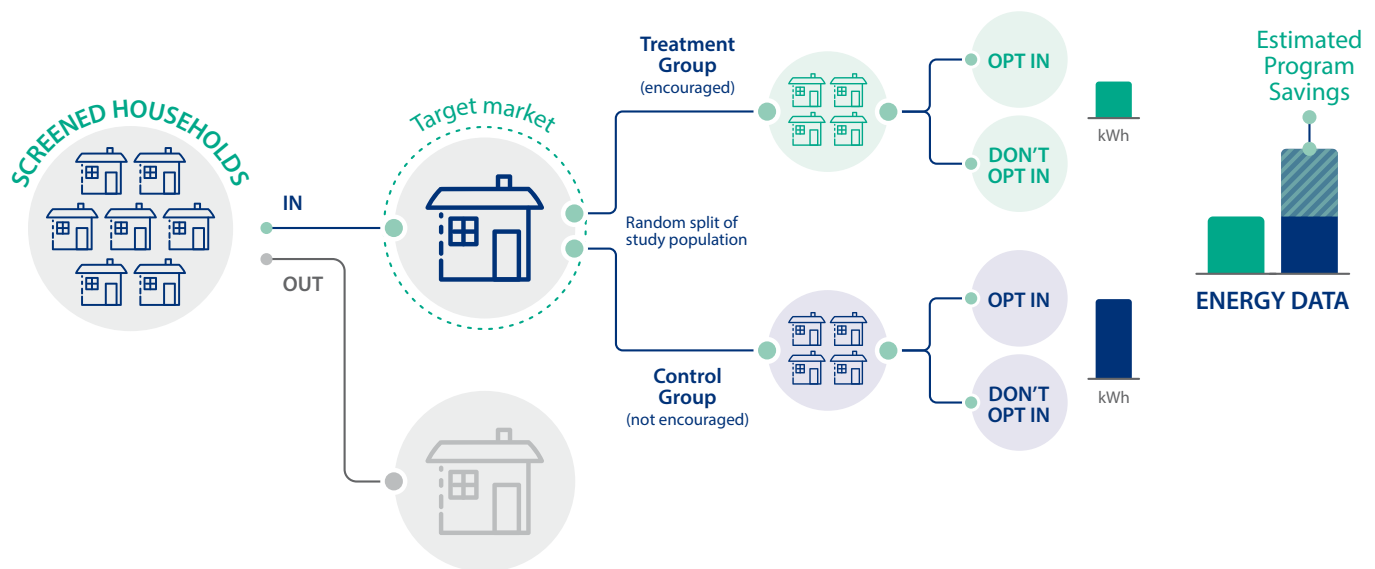 SCREENED HOUSEHOLDS
IN
OUT
Target market
Treatment
Group
(encouraged)
Random split of
study population
Control
Group
(not encouraged)
OPT IN
DON'T
OPT IN
kWh
OPT IN
DON'T
OPT IN
kWh
Estimated
Program
Savings
ENERGY DATA